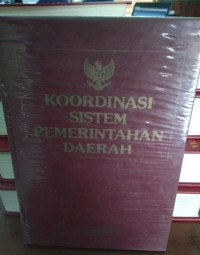 KOORDINASI
SISTEM
PEMERINTAHAN
DAERAH